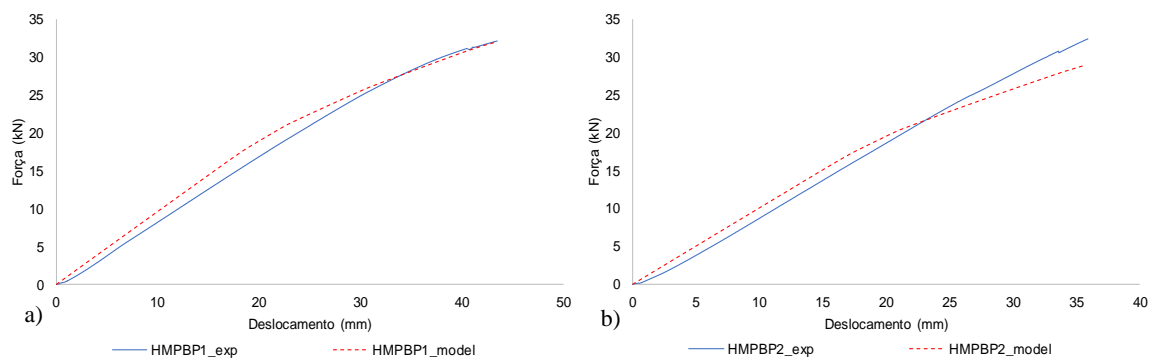 35
30
25
20
15
10
5
0
Força (kN)
0 10 20 30 40 50
Deslocamento (mm)
a)
HMPBP1_exp HMPBP1_model
35
30
25
20
15
10
5
0
Força (kN)
0 5 10 15 20 25 30 35 40
Deslocamento (mm)
b)
HMPBP2_exp HMPBP2_model